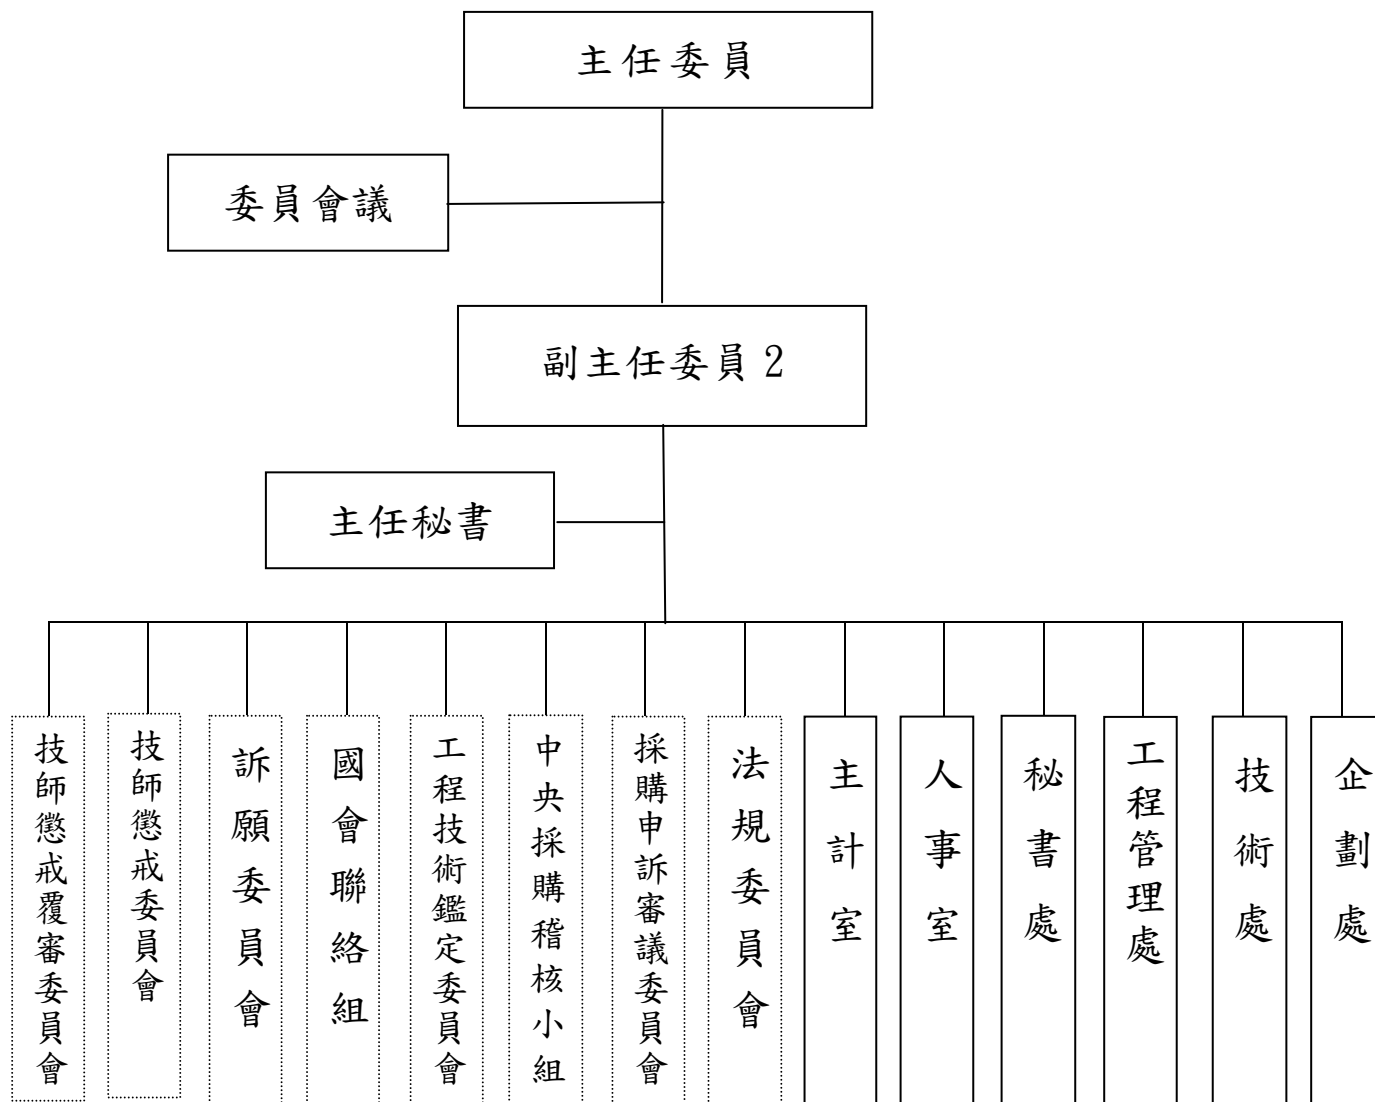 主任委員
委員會議
副主任委員 2
主任秘書
技師懲戒覆審委員會
技師懲戒委員會
訴願委員會
國會聯絡組
工程技術鑑定委員會
中央採購稽核小組
採購申訴審議委員會
法規委員會
主計室
人事室
秘書處
工程管理處
技術處
企劃處